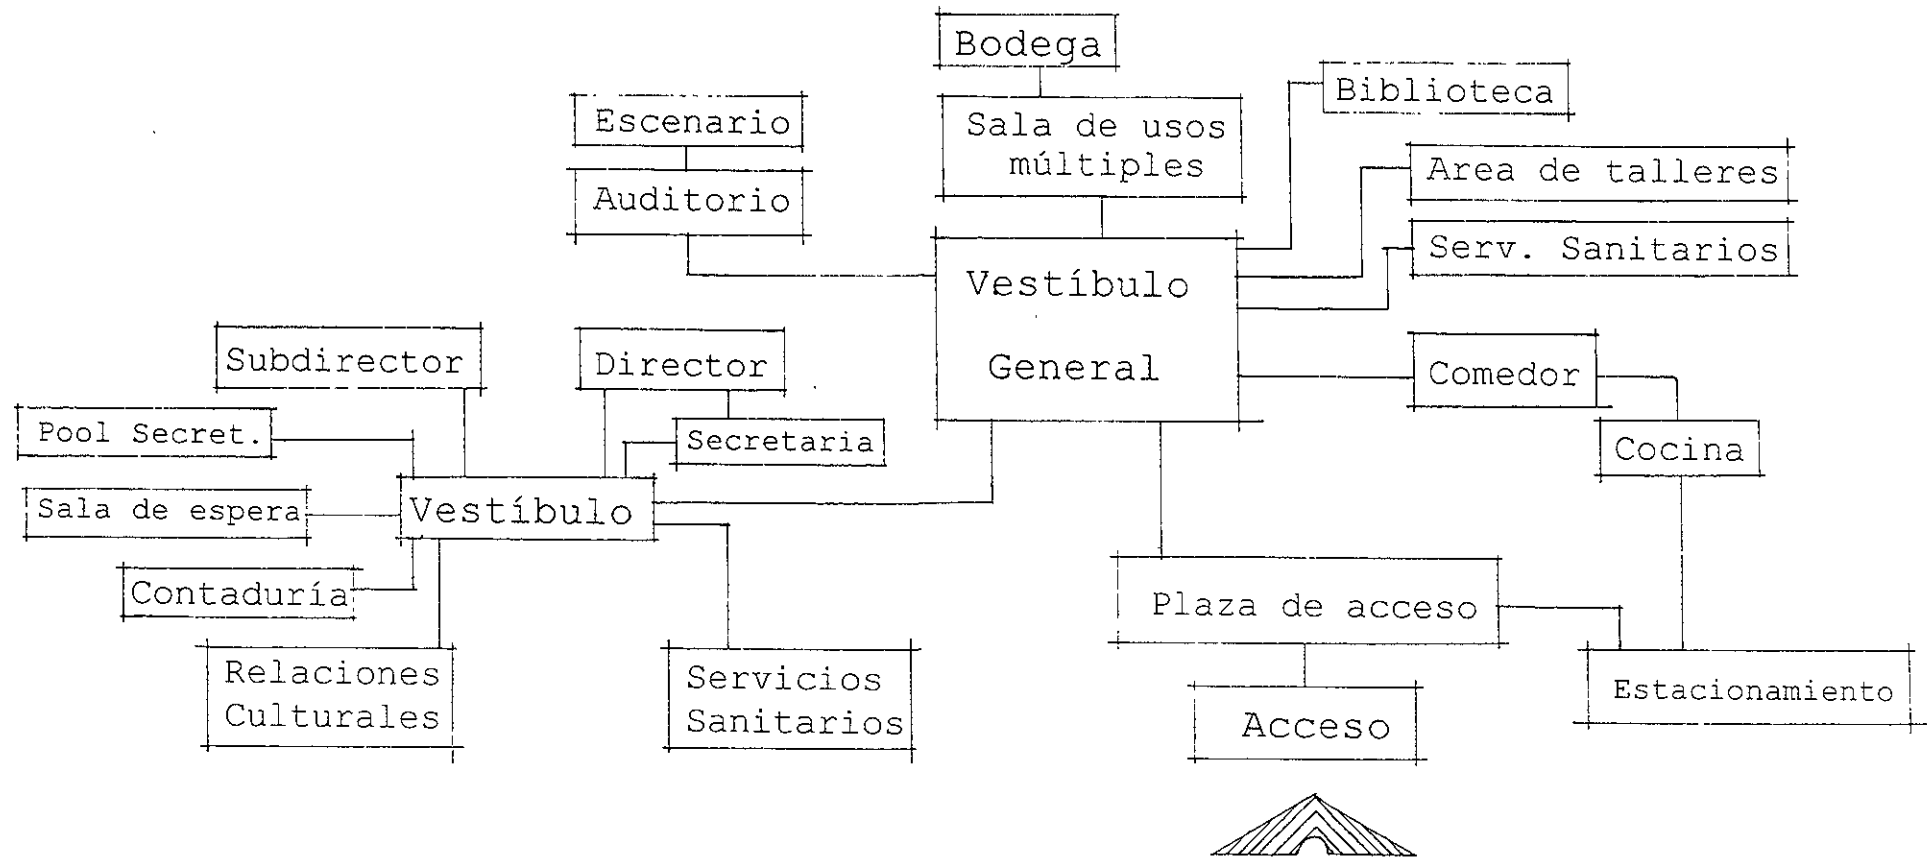 Bodega
Biblioteca
Escenario
Sala de usos
múltiples
Area de talleres
Auditorio
Serv. Sanitarios
Vestíbulo
General
Subdirector
Director
Comedor
Pool Secret.
Secretaria
Cocina
Sala de espera
Vestíbulo
Contaduría
Plaza de acceso
Relaciones
Culturales
Servicios
Sanitarios
Estacionamiento
Acceso